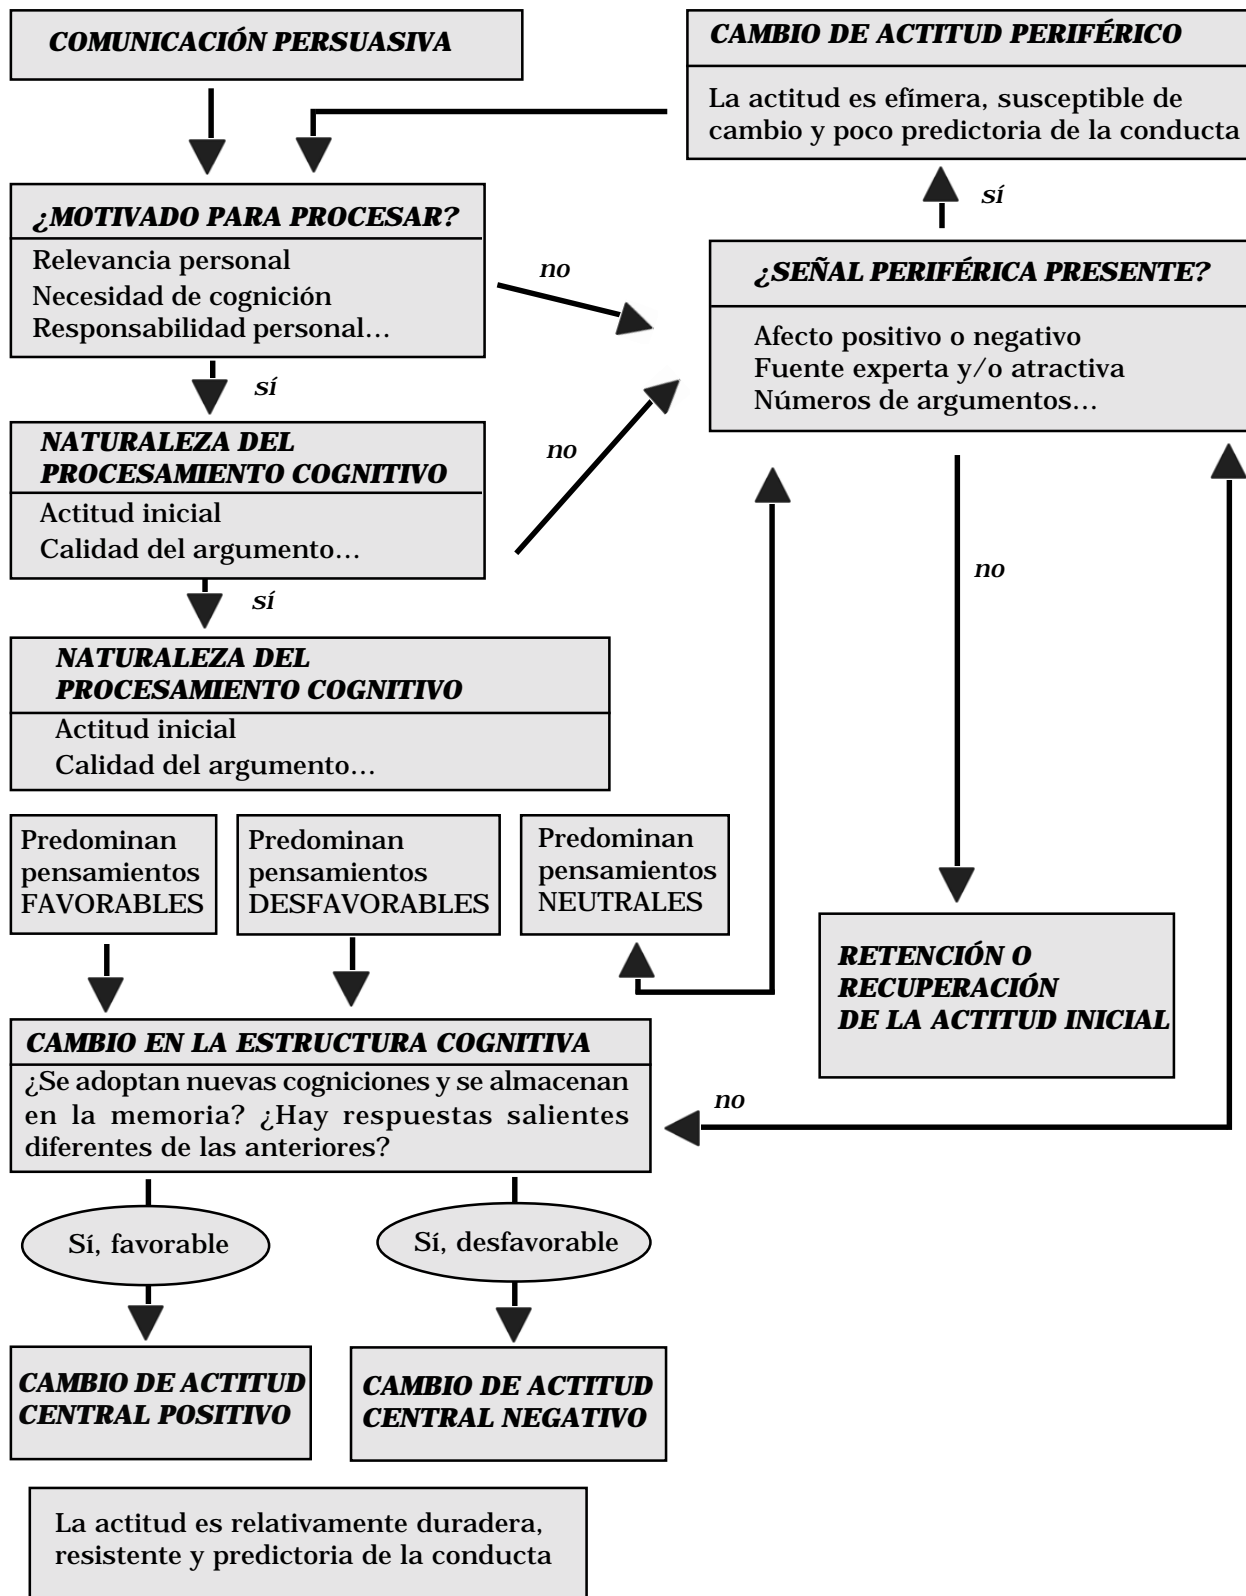 COMUNICACIÓN PERSUASIVA
CAMBIO DE ACTITUD PERIFÉRICO
La actitud es efímera, susceptible de
cambio y poco predictoria de la conducta
sí
¿MOTIVADO PARA PROCESAR?
Relevancia personal
Necesidad de cognición
Responsabilidad personal…
no
¿SEÑAL PERIFÉRICA PRESENTE?
Afecto positivo o negativo
Fuente experta y/o atractiva
Números de argumentos…
sí
NATURALEZA DEL
PROCESAMIENTO COGNITIVO
Actitud inicial
Calidad del argumento…
no
no
sí
NATURALEZA DEL
PROCESAMIENTO COGNITIVO
Actitud inicial
Calidad del argumento…
Predominan
pensamientos
FAVORABLES
Predominan
pensamientos
DESFAVORABLES
Predominan
pensamientos
NEUTRALES
RETENCIÓN O
RECUPERACIÓN
DE LA ACTITUD INICIAL
CAMBIO EN LA ESTRUCTURA COGNITIVA
¿Se adoptan nuevas cogniciones y se almacenan
en la memoria? ¿Hay respuestas salientes
diferentes de las anteriores?
no
Sí, favorable
Sí, desfavorable
CAMBIO DE ACTITUD
CENTRAL POSITIVO
CAMBIO DE ACTITUD
CENTRAL NEGATIVO
La actitud es relativamente duradera,
resistente y predictoria de la conducta